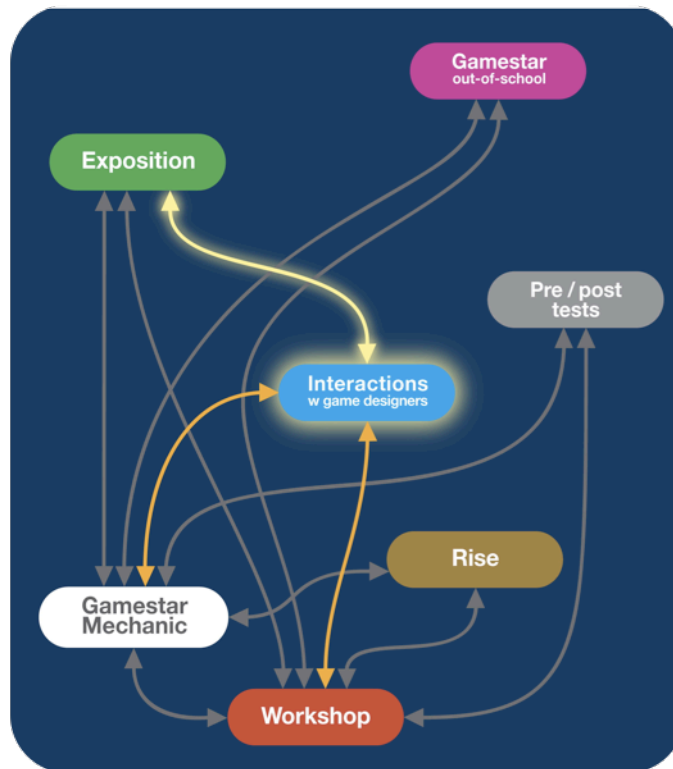 Gamestar
out-of-school
Exposition
Pre / post
tests
Interactions
w game designers
Rise
Gamestar
Mechanic
Workshop